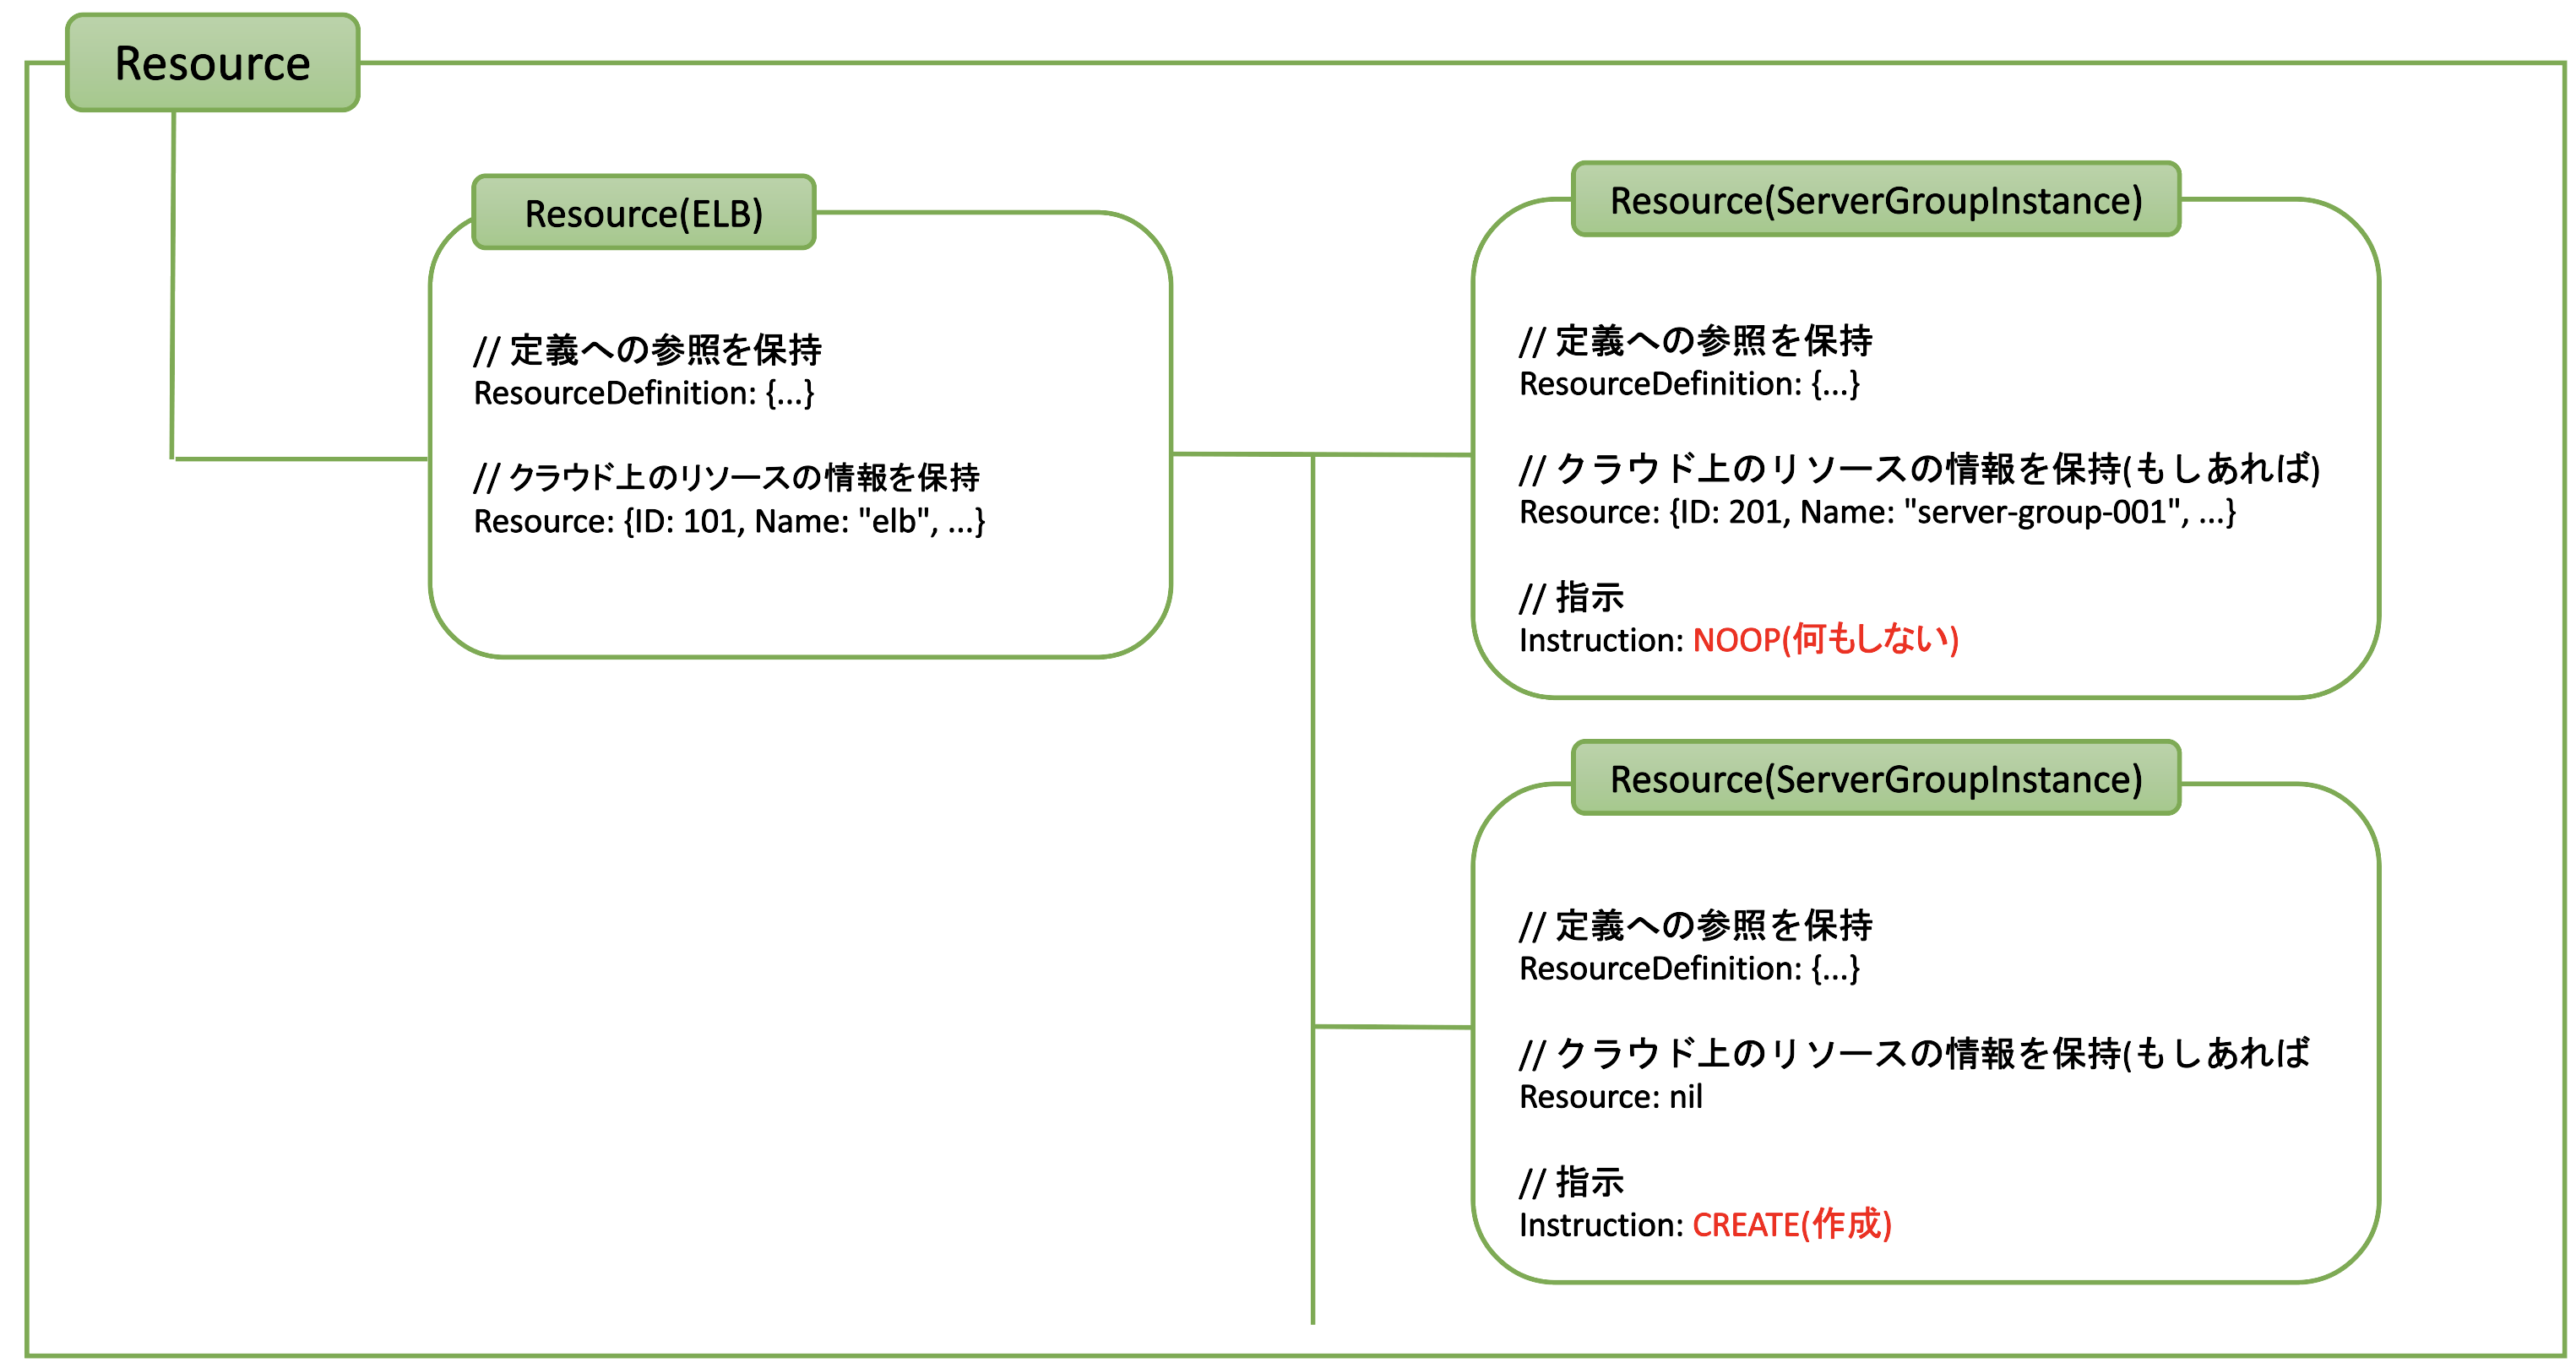 Resource
Resource(ELB)
// 定義への参照を保持
ResourceDefinition: {...}
// クラウド上のリソースの情報を保持
Resource: {ID: 101, Name: "elb", ...}
Resource(ServerGroupInstance)
// 定義への参照を保持
ResourceDefinition: {...}
// クラウド上のリソースの情報を保持(もしあれば)
Resource: {ID: 201, Name: "server-group-001", ...}
// 指示
Instruction: NOOP(何もしない)
Resource(ServerGroupInstance)
// 定義への参照を保持
ResourceDefinition: {...}
// クラウド上のリソースの情報を保持(もしあれば
Resource: nil
// 指示
Instruction: CREATE(作成)